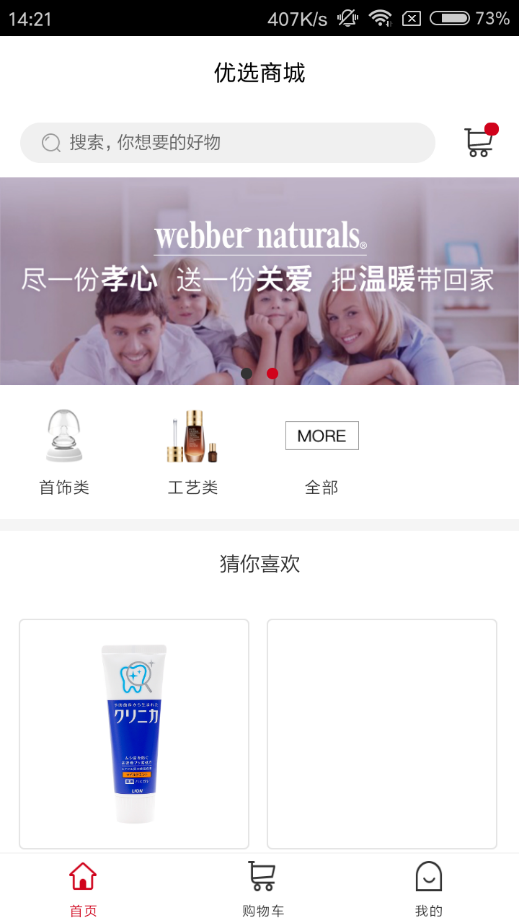 14:21
407K/s
73%
优选商城
搜索，你想要的好物
webber naturals®
尽一份孝心 送一份关爱 把温暖带回家
MORE
首饰类
工艺类
全部
猜你喜欢
クリニカ
LION
首页
购物车
我的